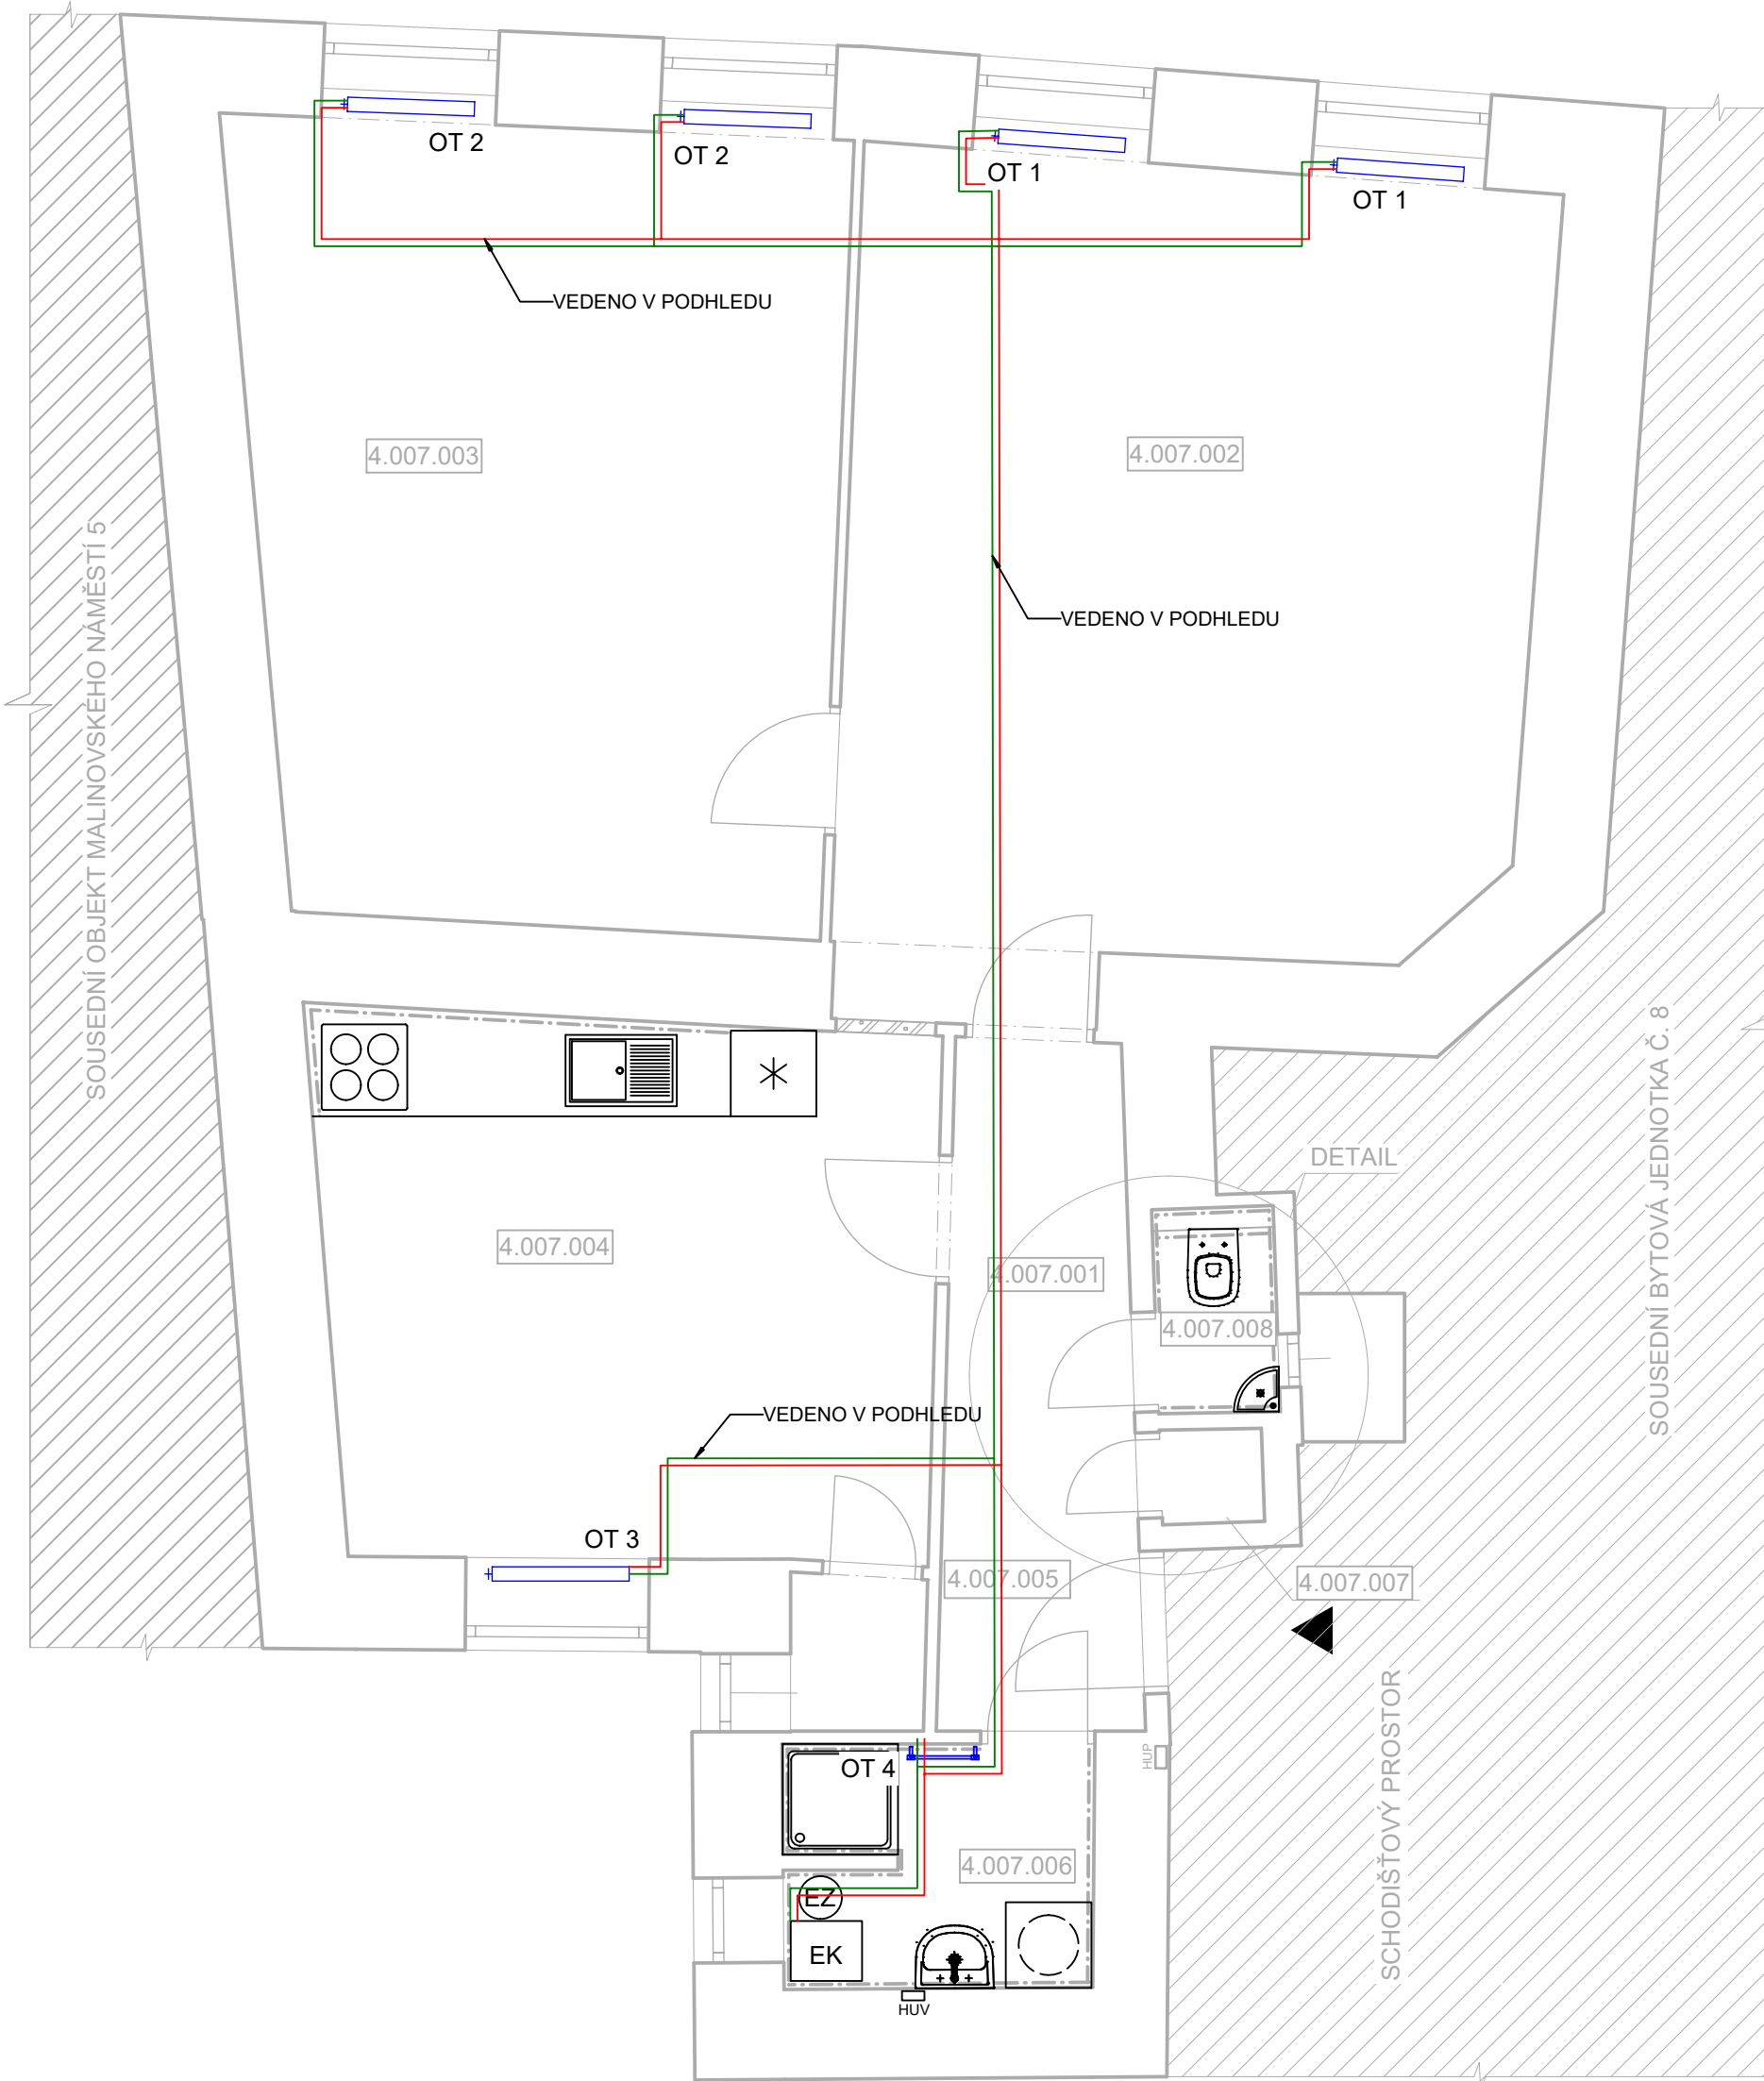 OT 2
OT 2
OT 1
OT 1
VEDENO V PODHLEDU
4.007.003
4.007.002
SOUSEDNÍ OBJEKT MALINOVSKÉHO NÁMĚSTÍ 5
VEDENO V PODHLEDU
SOUSEDNÍ BYTOVÁ JEDNOTKA Č. 8
DETAIL
4.007.004
4.007.001
4.007.008
VEDENO V PODHLEDU
OT 3
4.007.005
4.007.007
HUP
SCHODIŠŤOVÝ PROSTOR
OT 4
4.007.006
EZ
EK
HUV